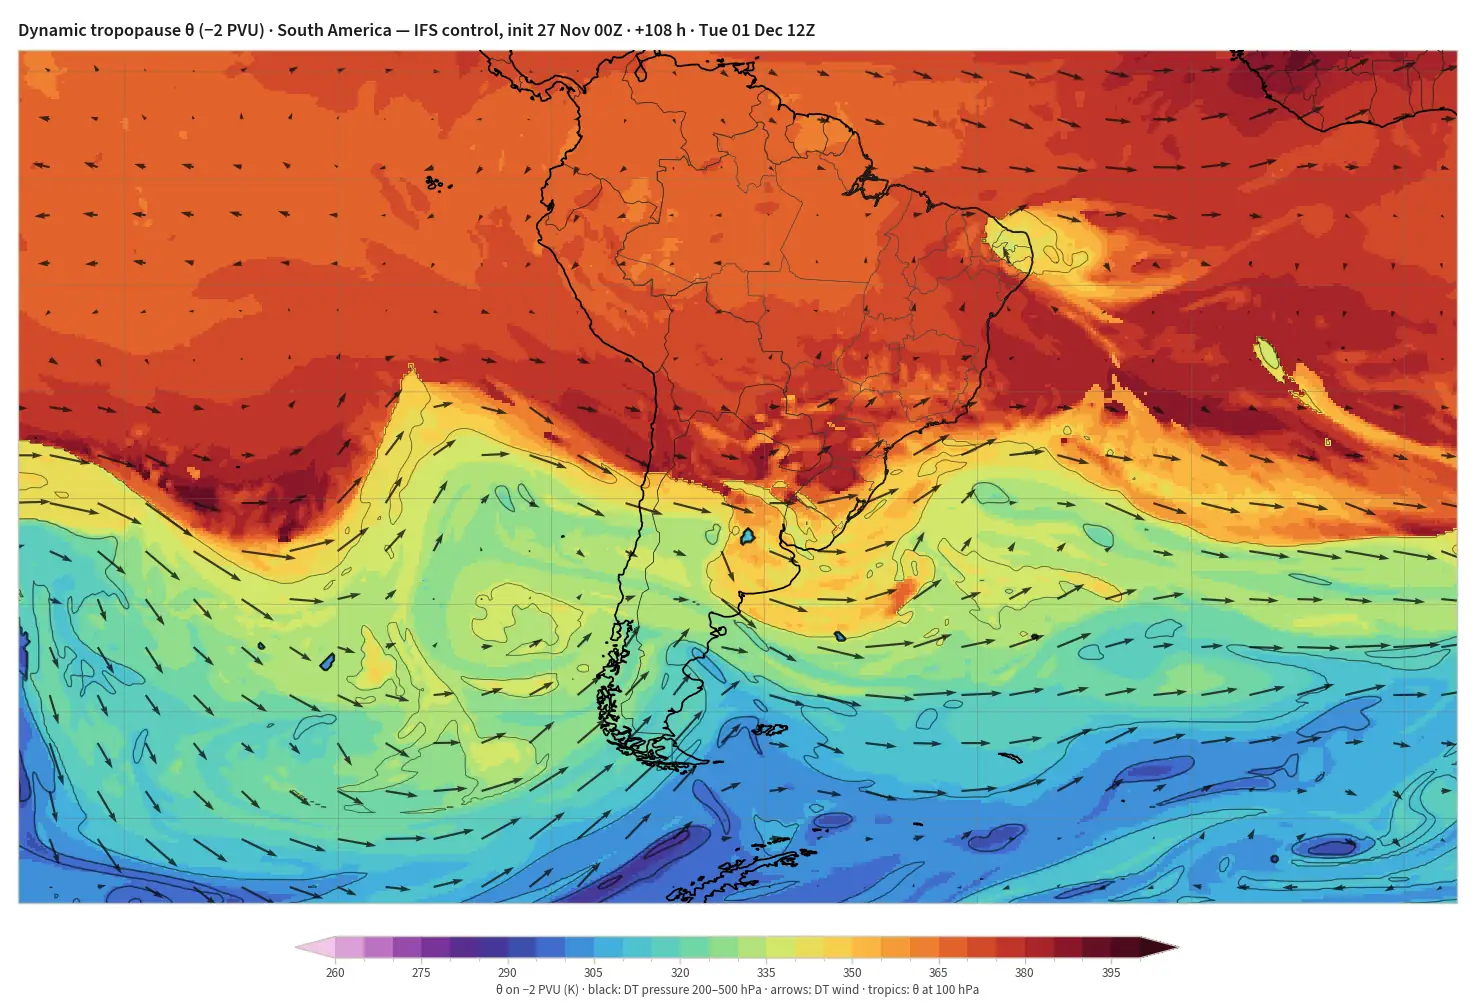 Dynamic tropopause θ (−2 PVU) · South America — IFS control, init 27 Nov 00Z · +108 h · Tue 01 Dec 12Z
260 275 290 305 320 335 350 365 380 395
θ on −2 PVU (K) · black: DT pressure 200–500 hPa · arrows: DT wind · tropics: θ at 100 hPa